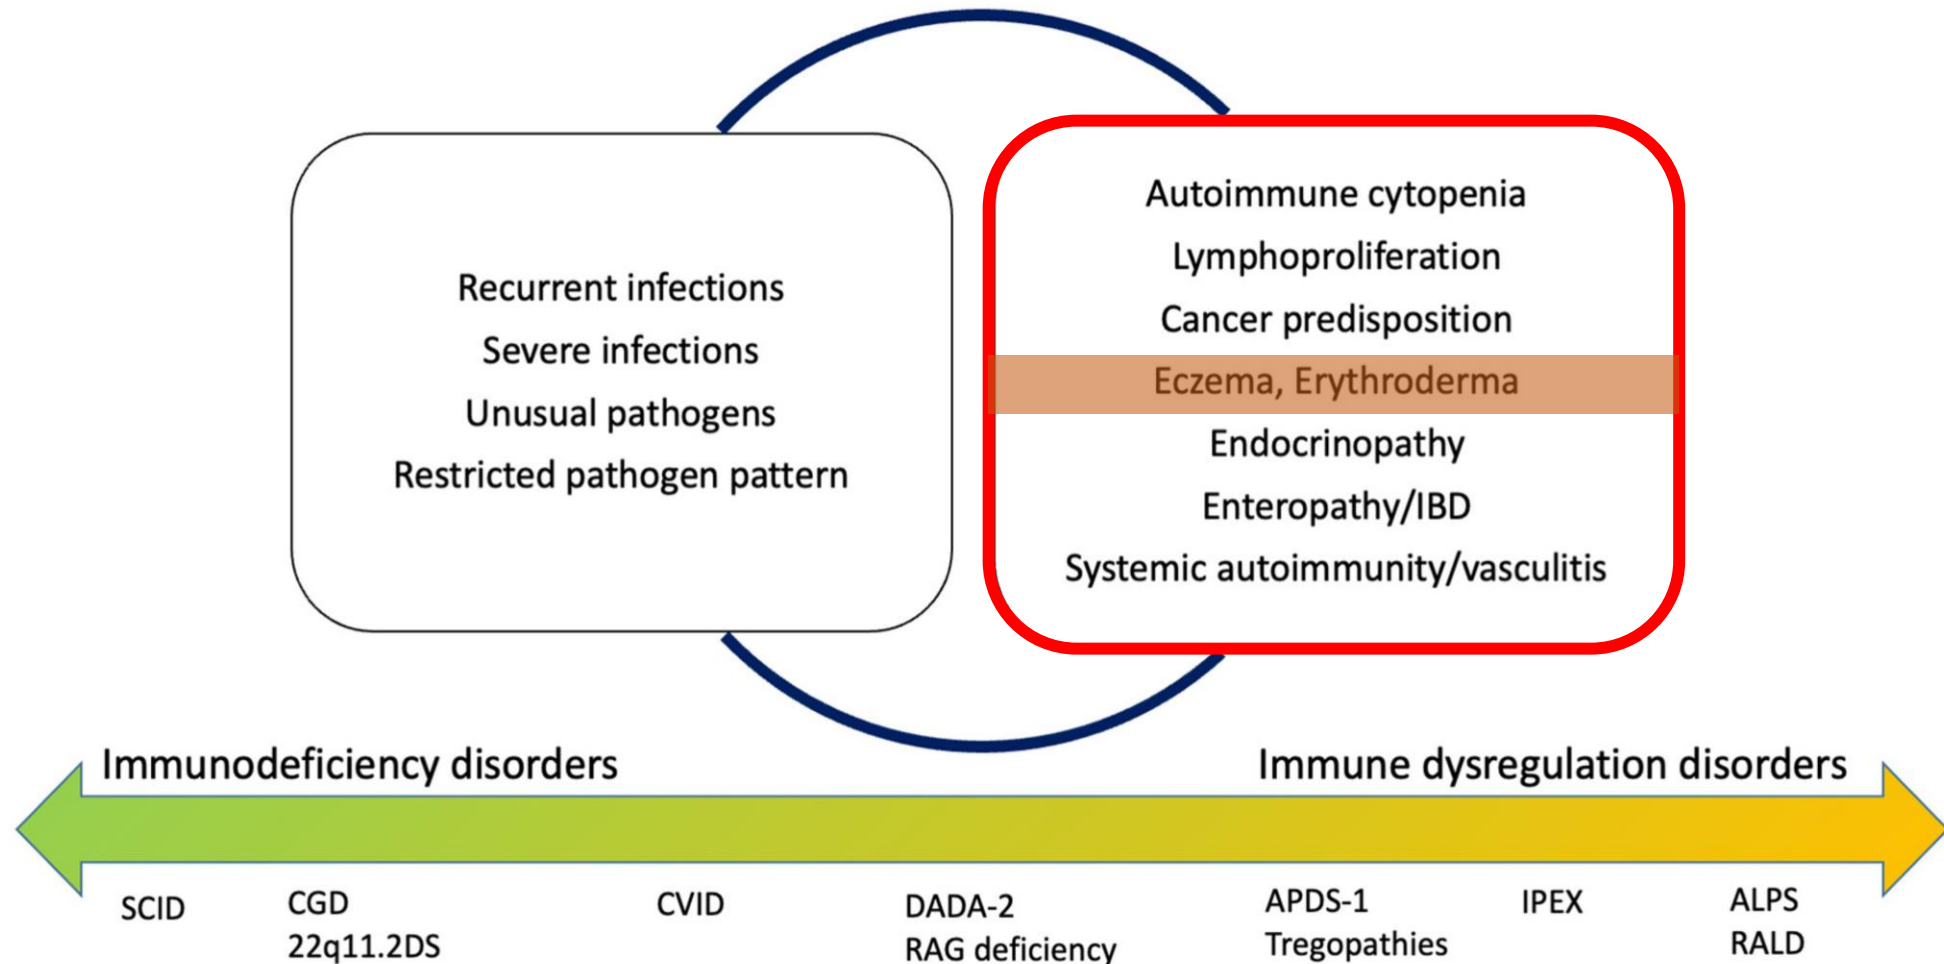 Recurrent infections
Severe infections
Unusual pathogens
Restricted pathogen pattern
Autoimmune cytopenia
Lymphoproliferation
Cancer predisposition
Eczema, Erythroderma
Endocrinopathy
Enteropathy/IBD
Systemic autoimmunity/vasculitis
Immunodeficiency disorders
Immune dysregulation disorders
SCID
CGD
22q11.2DS
CVID
DADA-2
RAG deficiency
APDS-1
Tregopathies
IPEX
ALPS
RALD